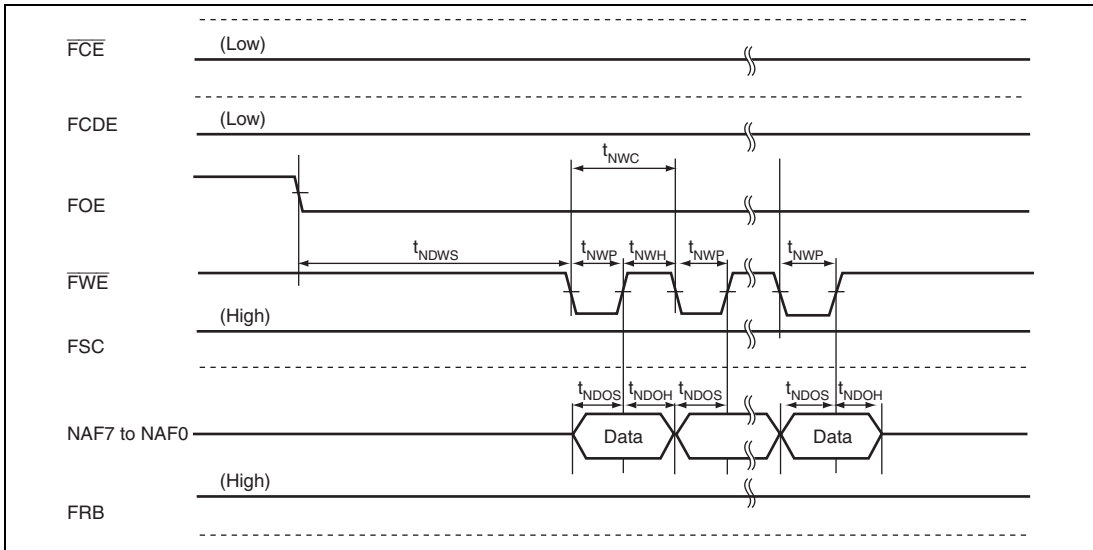 FCE (Low)
FCDE (Low)
tNWC
FOE
tNDWS tNWP tNWH tNWP tNWP
FWE
(High)
FSC
tNDOS tNDOH tNDOS tNDOS tNDOH
NAF7 to NAF0 Data Data
(High)
FRB